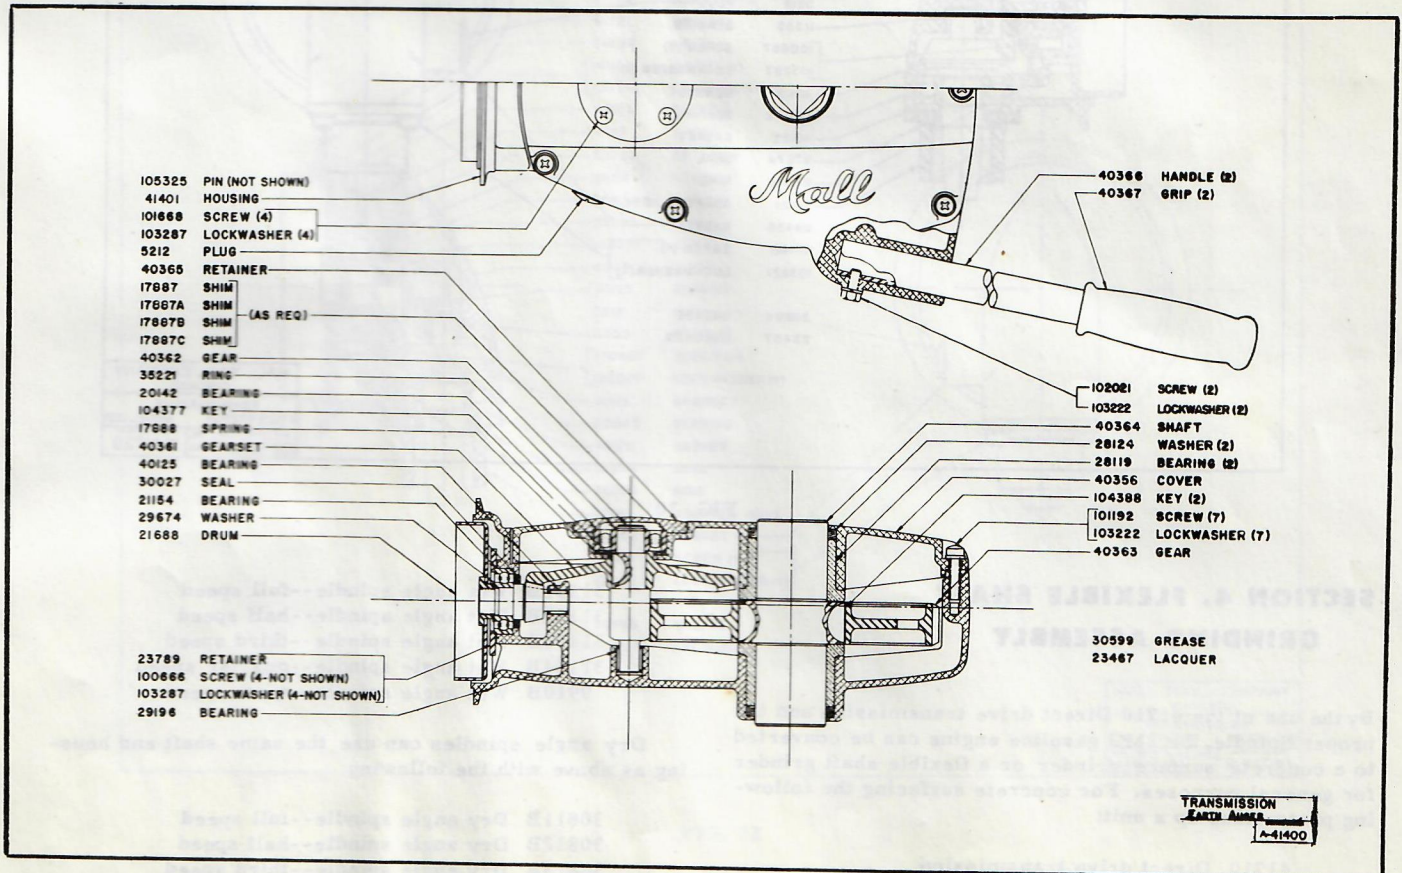 105325 PIN (NOT SHOWN)
41401 HOUSING
101668 SCREW (4)
103287 LOCKWASHER (4)
5212 PLUG
40365 RETAINER
17887 SHIM
17887A SHIM
17887B SHIM
17887C SHIM
(AS REQ)
40362 GEAR
35221 RING
20142 BEARING
104377 KEY
17888 SPRING
40361 GEARSET
40125 BEARING
30027 SEAL
21154 BEARING
29674 WASHER
21688 DRUM
23789 RETAINER
100666 SCREW (4-NOT SHOWN)
103287 LOCKWASHER (4-NOT SHOWN)
29196 BEARING
Mall
40366 HANDLE (2)
40367 GRIP (2)
102021 SCREW (2)
103222 LOCKWASHER (2)
40364 SHAFT
28124 WASHER (2)
28119 BEARING (2)
40356 COVER
104388 KEY (2)
101192 SCREW (7)
103222 LOCKWASHER (7)
40363 GEAR
30599 GREASE
23467 LACQUER
TRANSMISSION
EARTH AUGER
A-41400